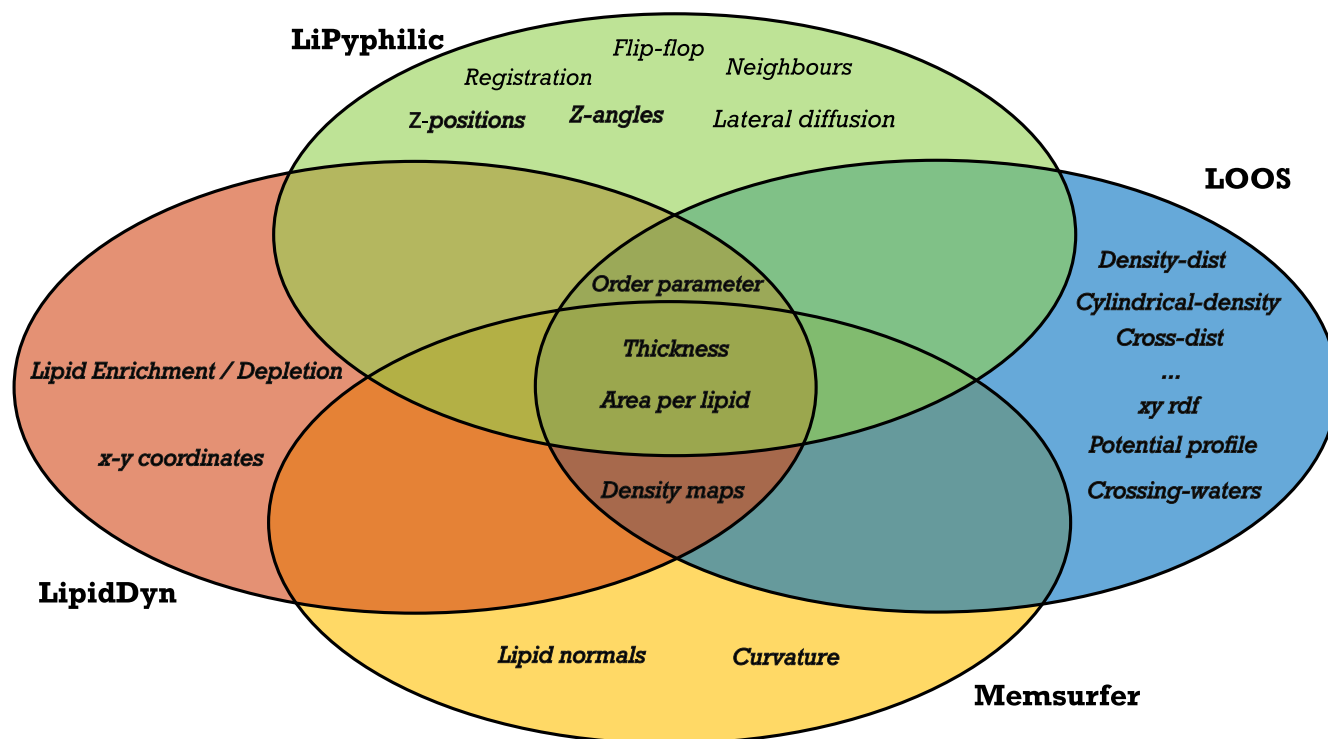 LiPyphilic
Flip-flop
Registration
Neighbours
Z-positions
Z-angles
Lateral diffusion
LOOS
Density-dist
Cylindrical-density
Cross-dist
...
xy rdf
Potential profile
Crossing-waters
Order parameter
Thickness
Area per lipid
Density maps
Lipid Enrichment / Depletion
x-y coordinates
LipidDyn
Lipid normals
Curvature
Memsurfer